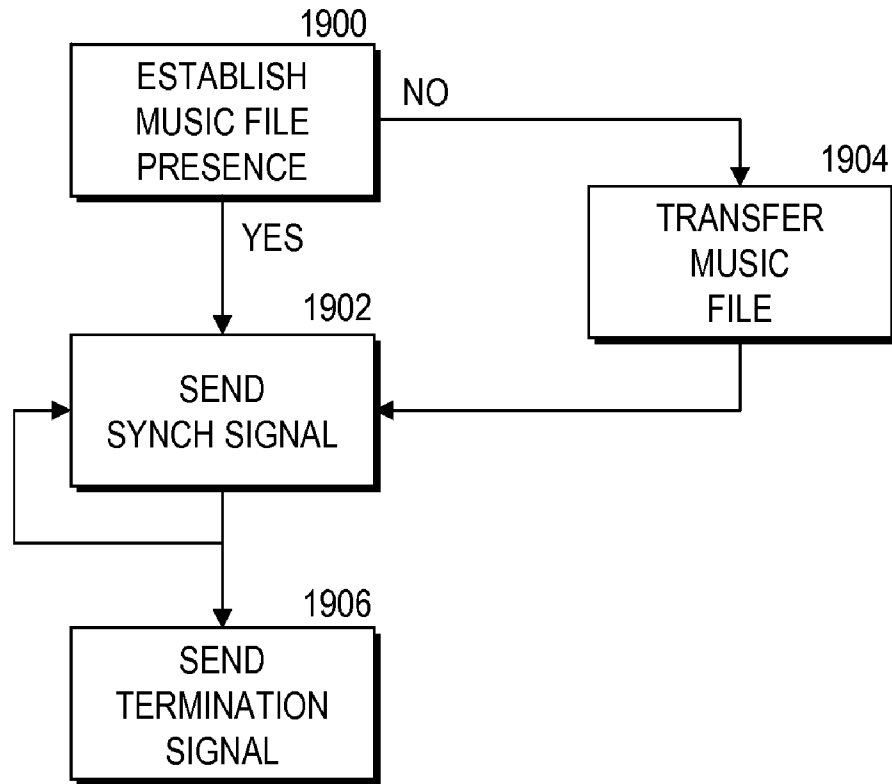 1900
ESTABLISH
MUSIC FILE
PRESENCE
NO
1904
TRANSFER
MUSIC
FILE
YES
1902
SEND
SYNCH SIGNAL
1906
SEND
TERMINATION
SIGNAL